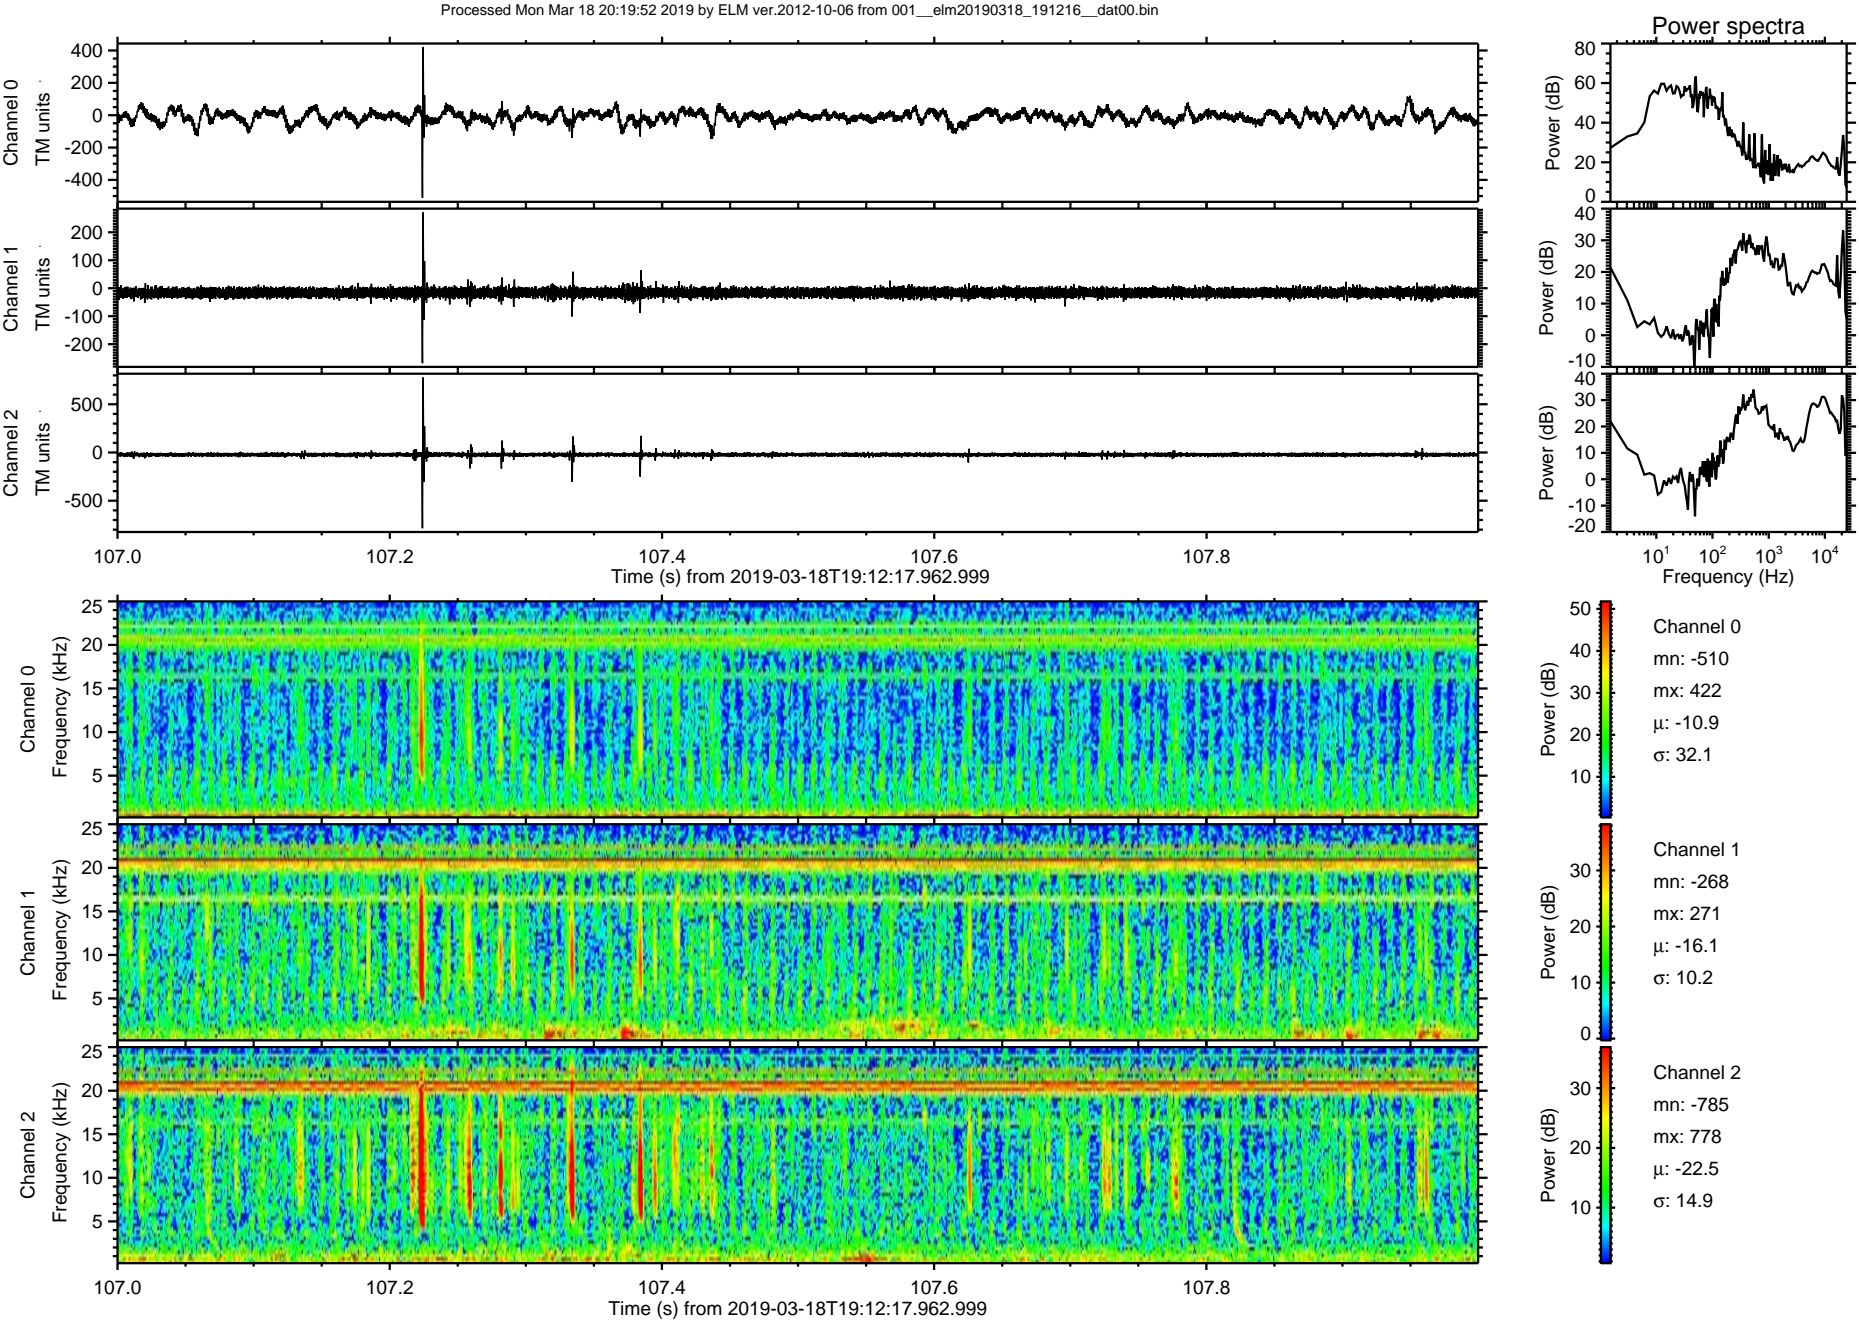 Processed Mon Mar 18 20:19:52 2019 by ELM ver.2012-10-06 from 001__elm20190318_191216__dat00.bin
Power spectra
Channel 0
TM units
400
200
0
-200
-400
Power (dB)
80
60
40
20
0
Channel 1
TM units
200
100
0
-100
-200
Power (dB)
40
30
20
10
0
-10
Channel 2
TM units
500
0
-500
Power (dB)
40
30
20
10
0
-10
-20
107.0 107.2 107.4 107.6 107.8
Time (s) from 2019-03-18T19:12:17.962.999
10¹ 10² 10³ 10⁴
Frequency (Hz)
Channel 0
Frequency (kHz)
25
20
15
10
5
Power (dB)
50
40
30
20
10
Channel 0
mn: -510
mx: 422
µ: -10.9
σ: 32.1
Channel 1
Frequency (kHz)
25
20
15
10
5
Power (dB)
30
20
10
0
Channel 1
mn: -268
mx: 271
µ: -16.1
σ: 10.2
Channel 2
Frequency (kHz)
25
20
15
10
5
Power (dB)
30
20
10
Channel 2
mn: -785
mx: 778
µ: -22.5
σ: 14.9
107.0 107.2 107.4 107.6 107.8
Time (s) from 2019-03-18T19:12:17.962.999